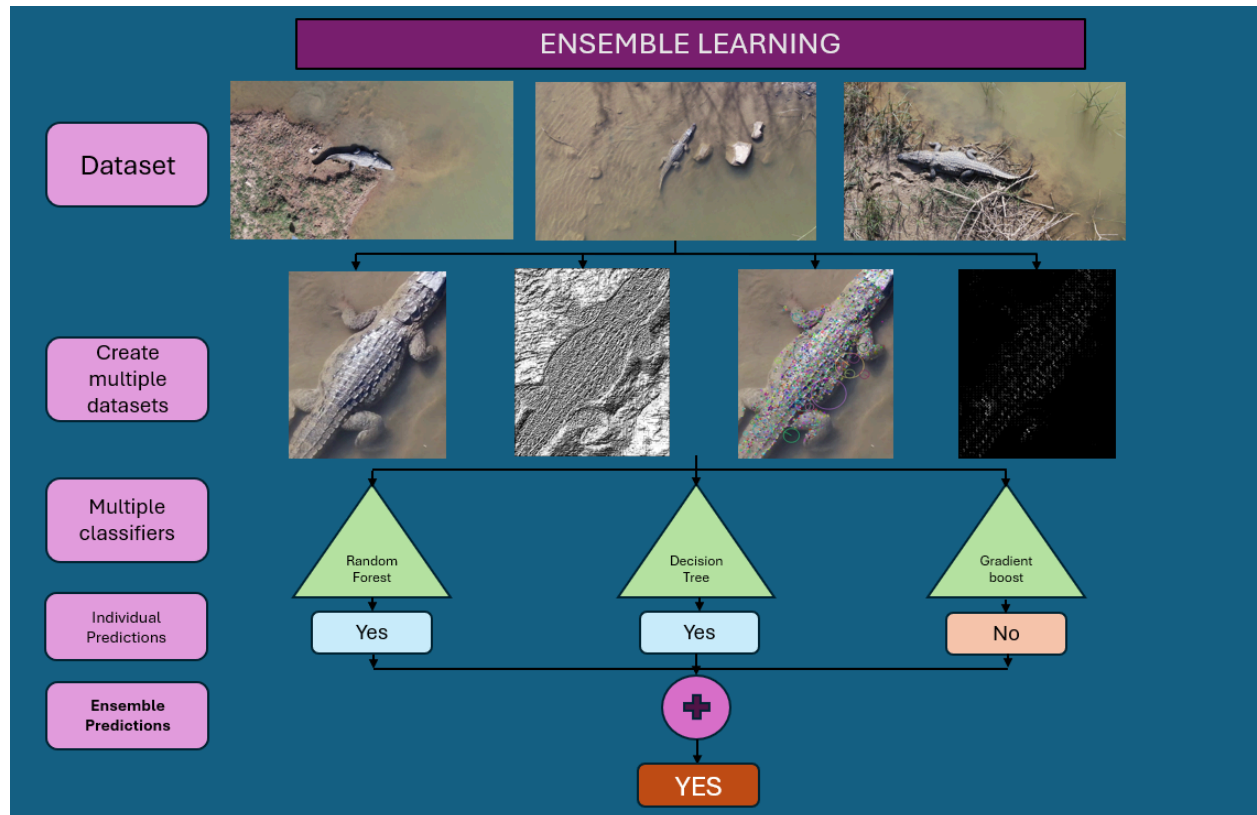 ENSEMBLE LEARNING
Dataset
Create
multiple
datasets
Multiple
classifiers
Random
Forest
Decision
Tree
Gradient
boost
Individual
Predictions
Yes
Yes
No
Ensemble
Predictions
YES